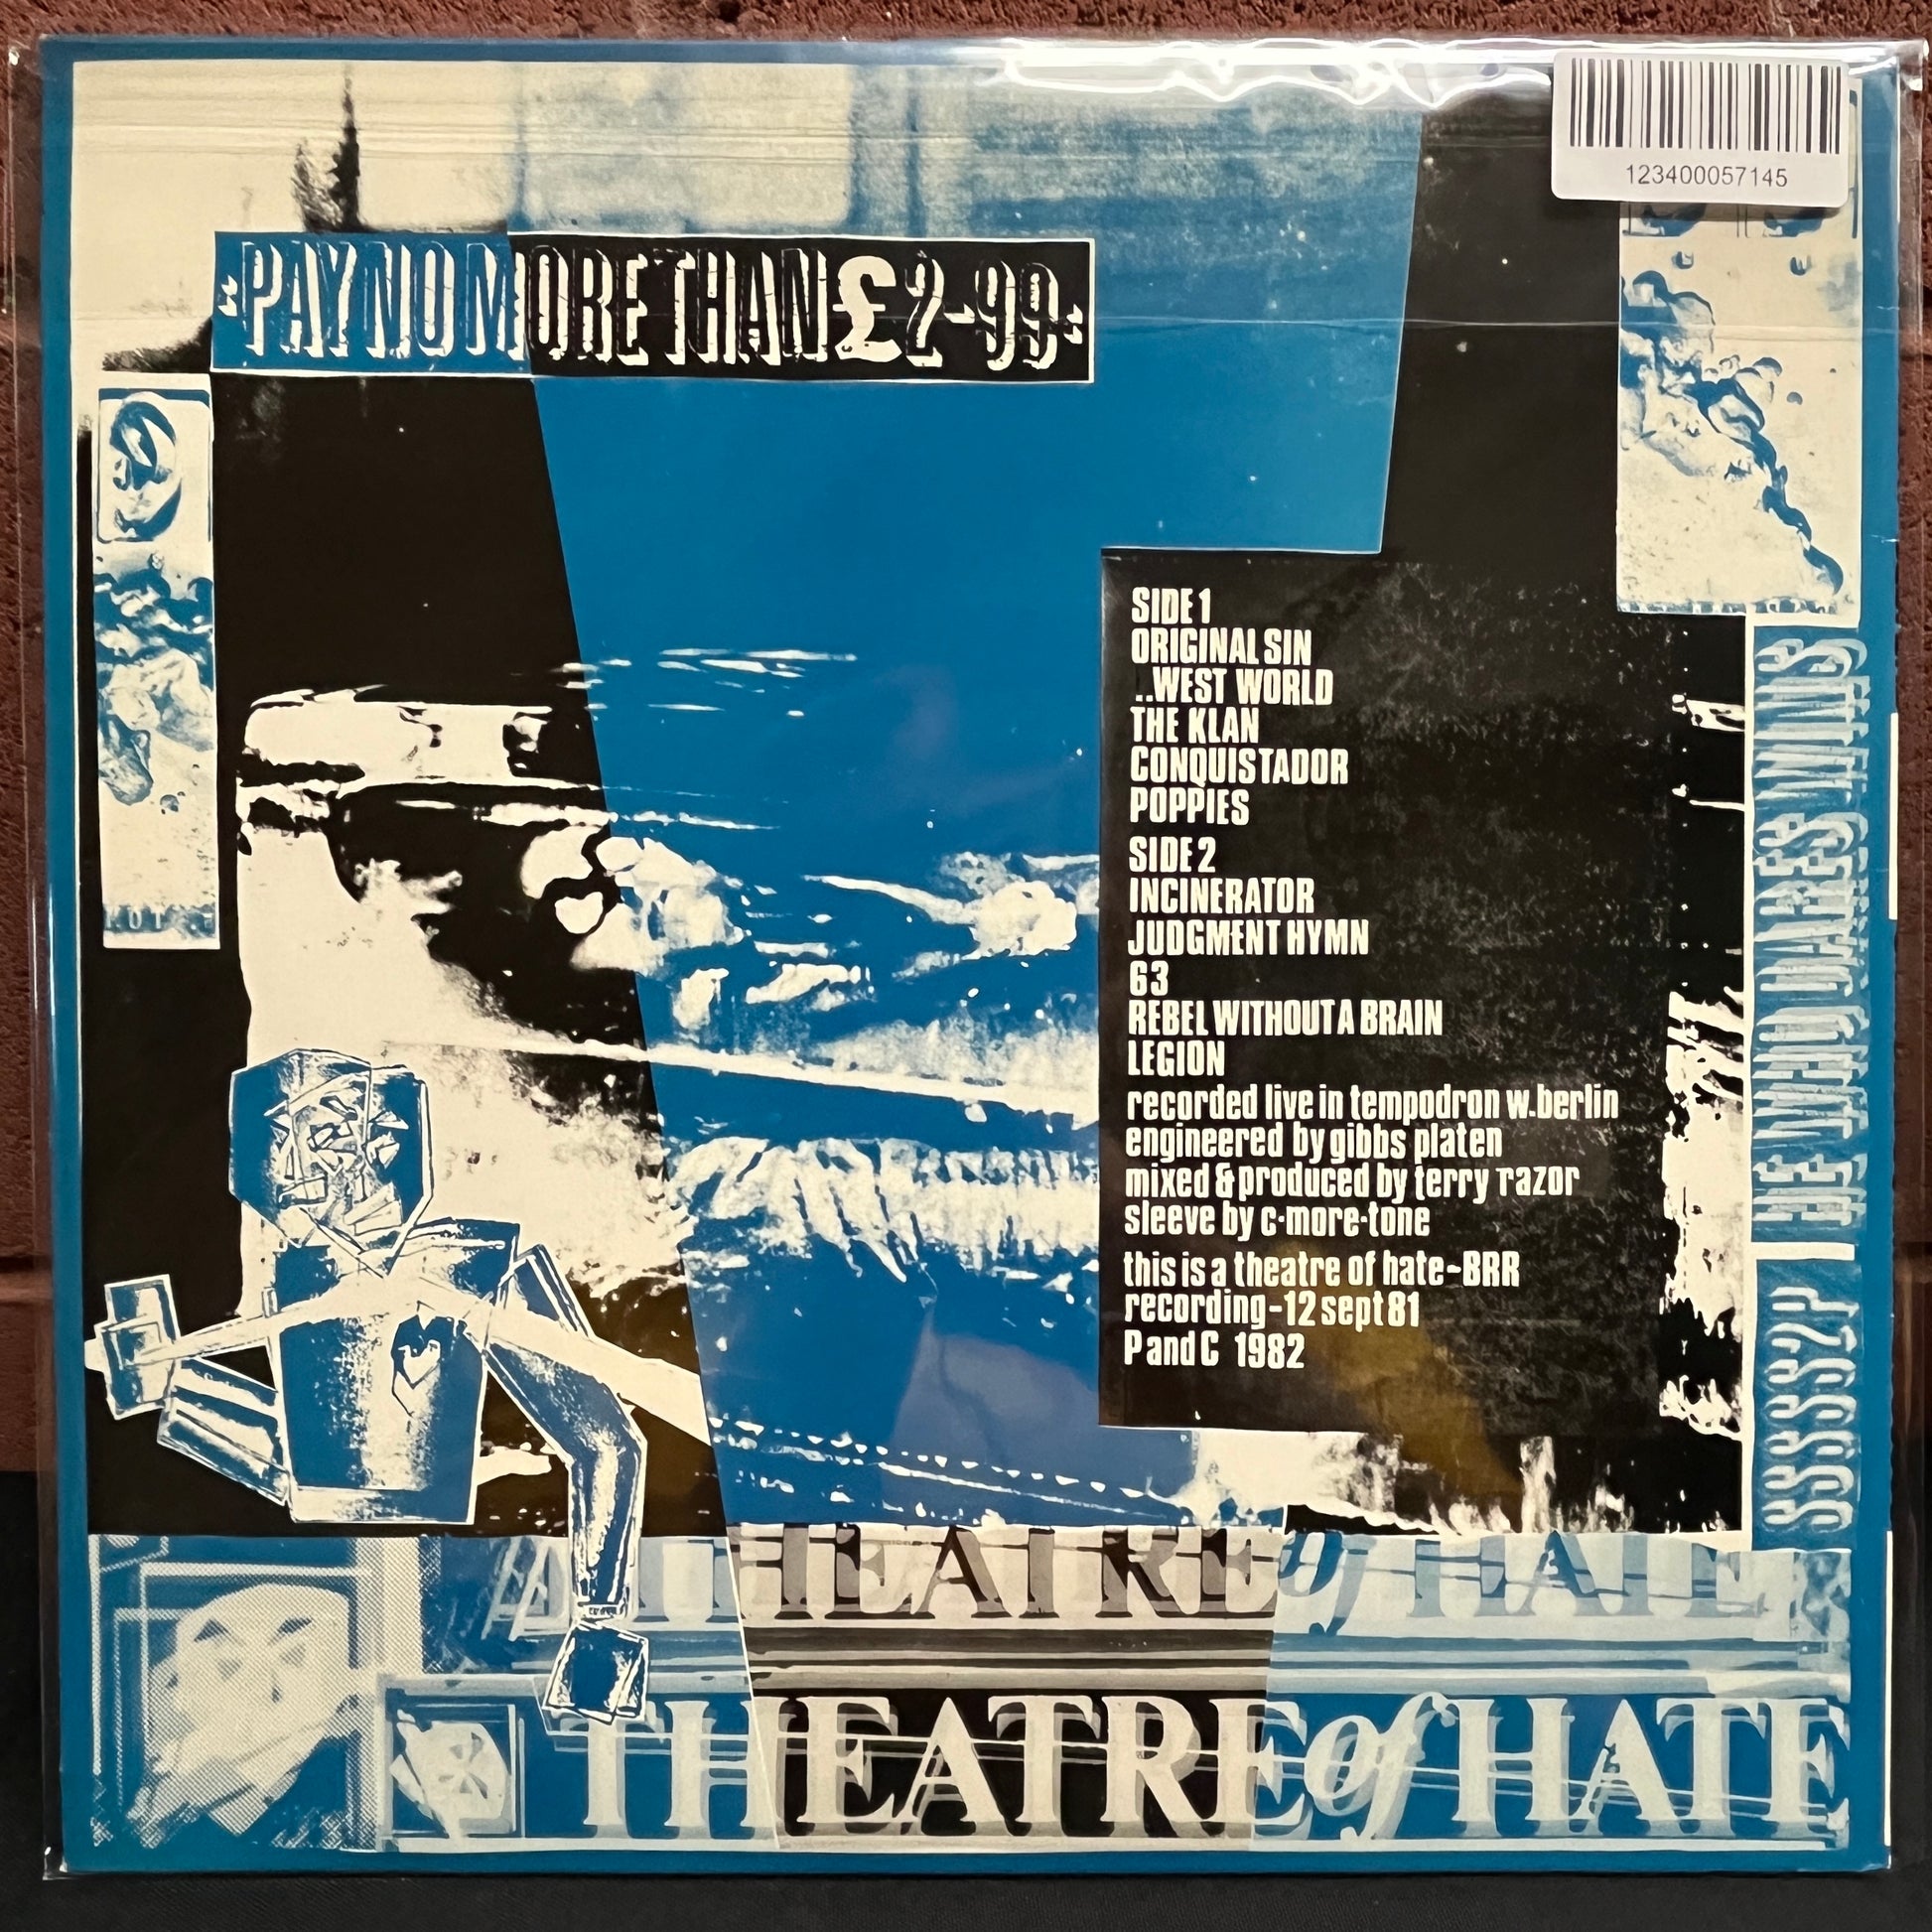 123400057145
PAY NO MORE THAN £2-99
SIDE 1
ORIGINAL SIN
..WEST WORLD
THE KLAN
CONQUISTADOR
POPPIES
SIDE 2
INCINERATOR
JUDGMENT HYMN
63
REBEL WITHOUT A BRAIN
LEGION
recorded live in tempodrom w.berlin
engineered by gibbs platen
mixed & produced by terry razor
sleeve by c·more·tone
this is a theatre of hate-BRR
recording-12 sept 81
P and C 1982
HE WHO DARES WINS
SSSSSS2P
THEATRE of HATE
THEATRE of HATE